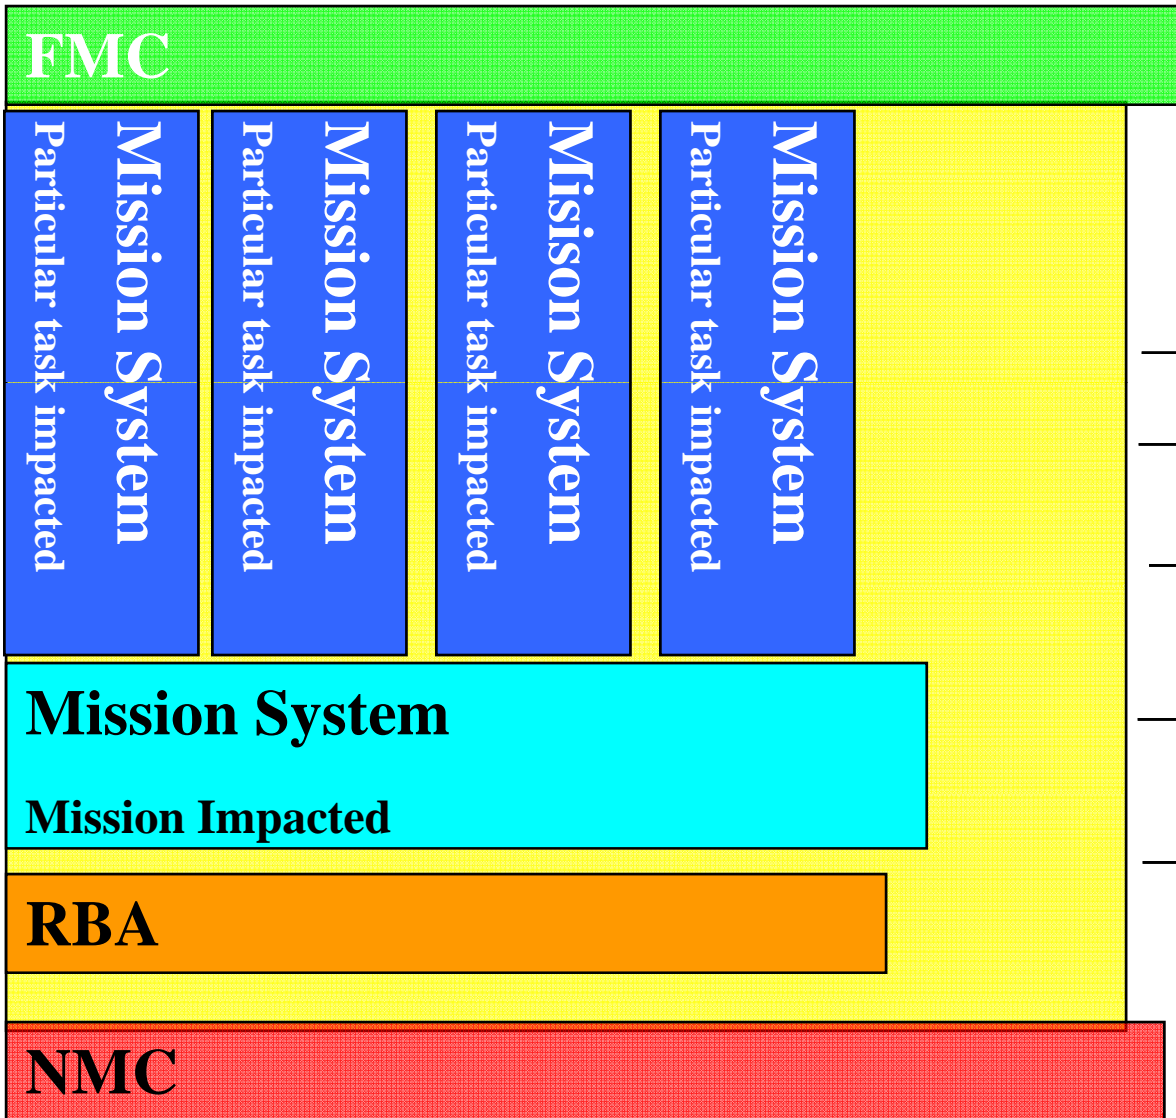 FMC
Mission System
Particular task impacted
Mission System
Particular task impacted
Misison System
Particular task impacted
Mission System
Particular task impacted
Mission System
Mission Impacted
RBA
NMC